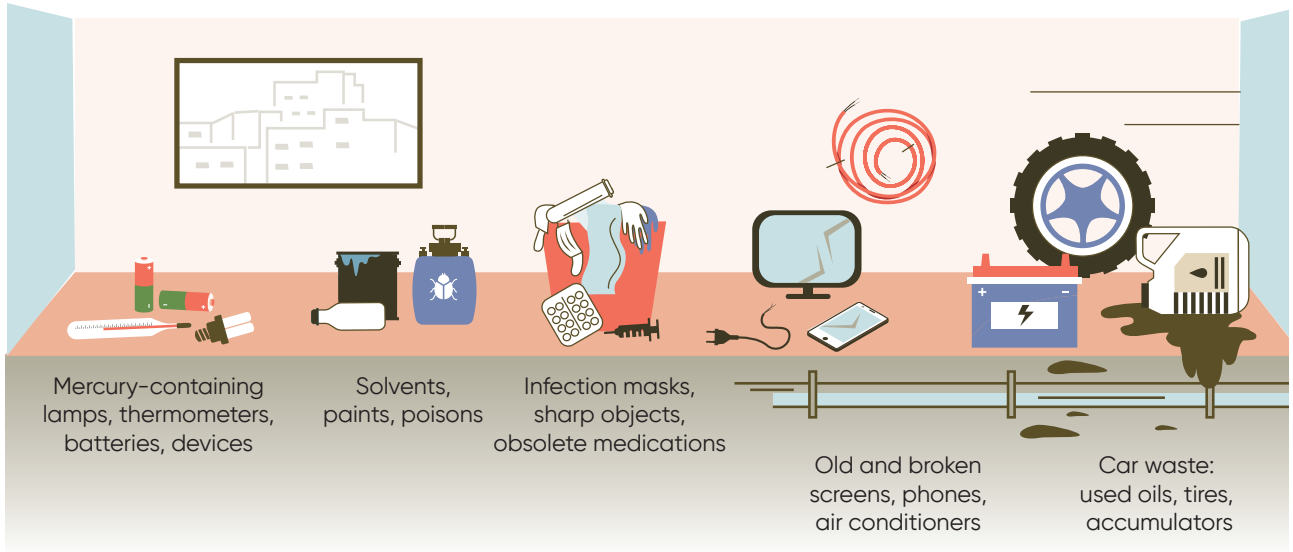 Mercury-containing
lamps, thermometers,
batteries, devices
Solvents,
paints, poisons
Infection masks,
sharp objects,
obsolete medications
Old and broken
screens, phones,
air conditioners
Car waste:
used oils, tires,
accumulators